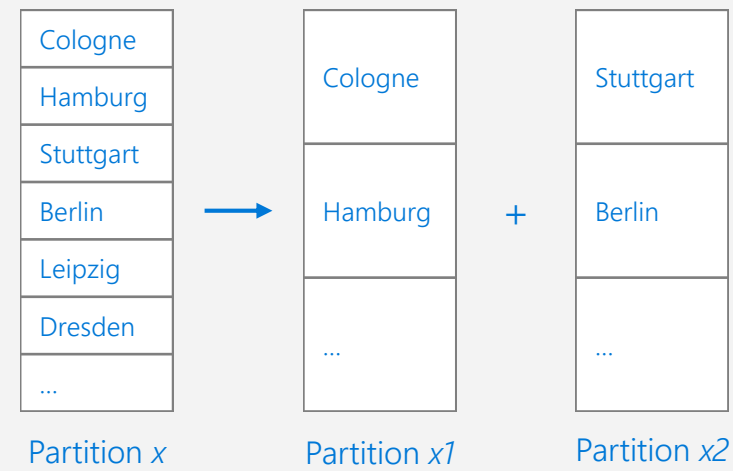 Cologne
Hamburg
Stuttgart
Berlin
Leipzig
Dresden
...
Partition x
Cologne
Hamburg
...
Partition x1
+
Stuttgart
Berlin
...
Partition x2